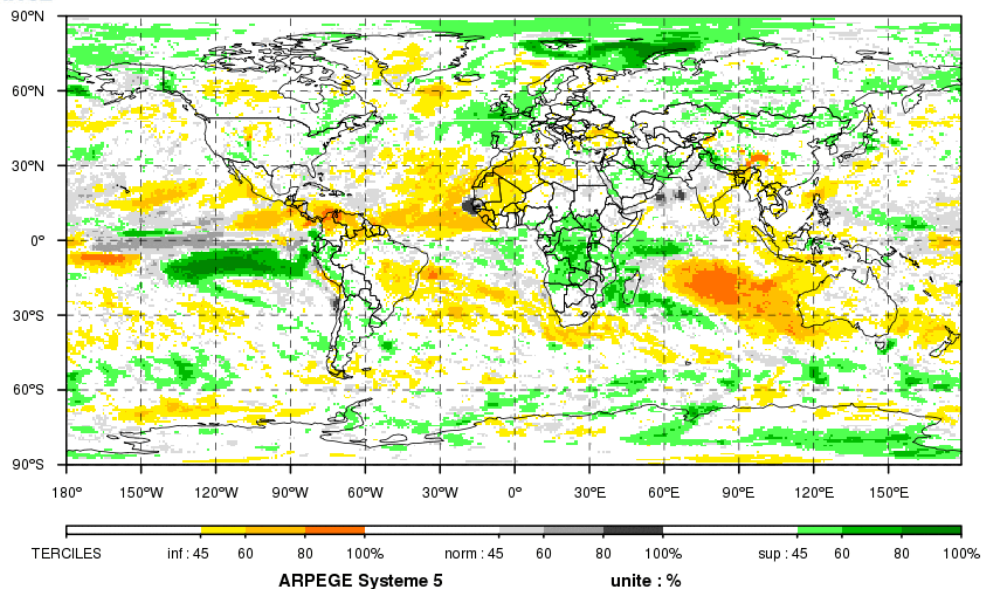 90ºN
60ºN
30ºN
0º
30ºS
60ºS
90ºS
180º 150ºW 120ºW 90ºW 60ºW 30ºW 0º 30ºE 60ºE 90ºE 120ºE 150ºE
TERCILES inf : 45 60 80 100% norm : 45 60 80 100% sup : 45 60 80 100%
ARPEGE Systeme 5 unite : %